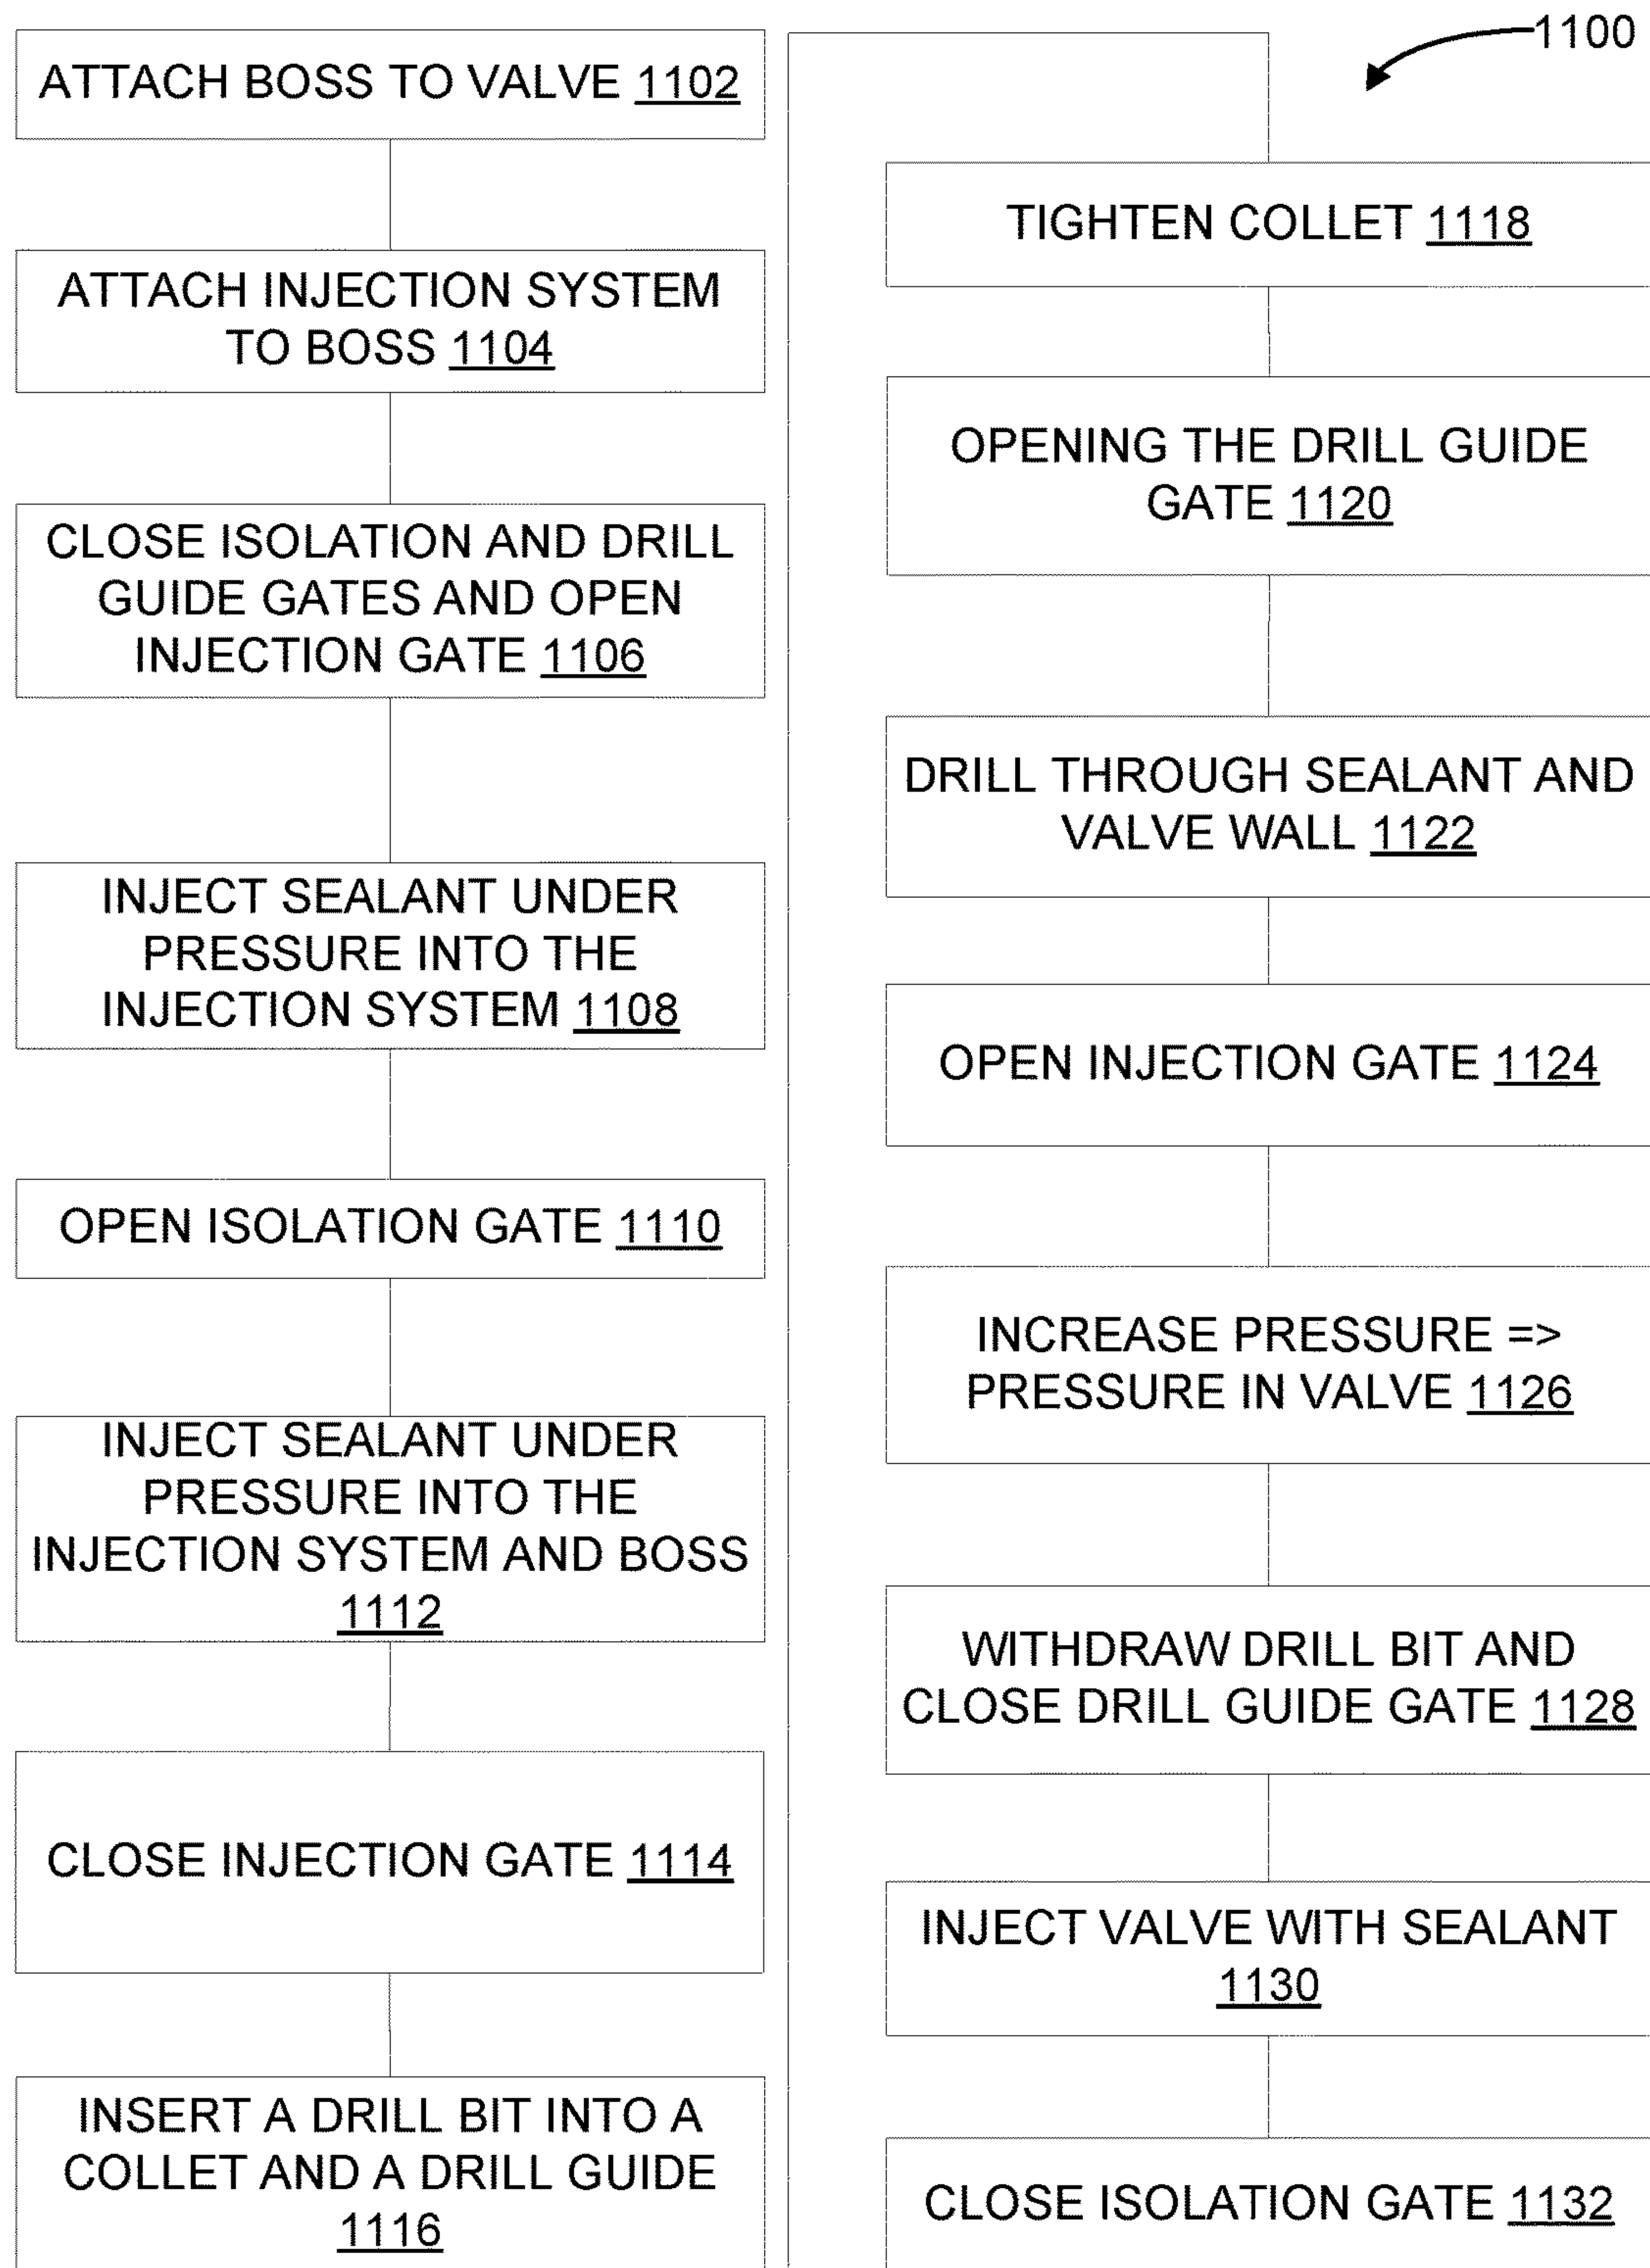 1100
ATTACH BOSS TO VALVE 1102
ATTACH INJECTION SYSTEM
TO BOSS 1104
CLOSE ISOLATION AND DRILL
GUIDE GATES AND OPEN
INJECTION GATE 1106
INJECT SEALANT UNDER
PRESSURE INTO THE
INJECTION SYSTEM 1108
OPEN ISOLATION GATE 1110
INJECT SEALANT UNDER
PRESSURE INTO THE
INJECTION SYSTEM AND BOSS
1112
CLOSE INJECTION GATE 1114
INSERT A DRILL BIT INTO A
COLLET AND A DRILL GUIDE
1116
TIGHTEN COLLET 1118
OPENING THE DRILL GUIDE
GATE 1120
DRILL THROUGH SEALANT AND
VALVE WALL 1122
OPEN INJECTION GATE 1124
INCREASE PRESSURE =>
PRESSURE IN VALVE 1126
WITHDRAW DRILL BIT AND
CLOSE DRILL GUIDE GATE 1128
INJECT VALVE WITH SEALANT
1130
CLOSE ISOLATION GATE 1132